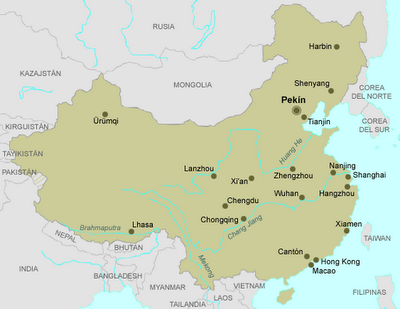 RUSIA
Harbin
KAZAJSTÁN
MONGOLIA
Shenyang
COREA
DEL NORTE
Pekín
Ürümqi
Tianjin
COREA
DEL SUR
KIRGUISTÁN
Huang He
TAYIKISTÁN
PAKISTÁN
Lanzhou
Xi'an
Zhengzhou
Nanjing
Shanghai
Wuhan
Hangzhou
Chengdu
Chongqing
Chang Jiang
Brahmaputra
Lhasa
Xiamen
NEPAL
BHUTÁN
TAIWAN
Mekong
Cantón
Hong Kong
Macao
INDIA
BANGLADESH
VIETNAM
MYANMAR
LAOS
FILIPINAS
TAILANDIA